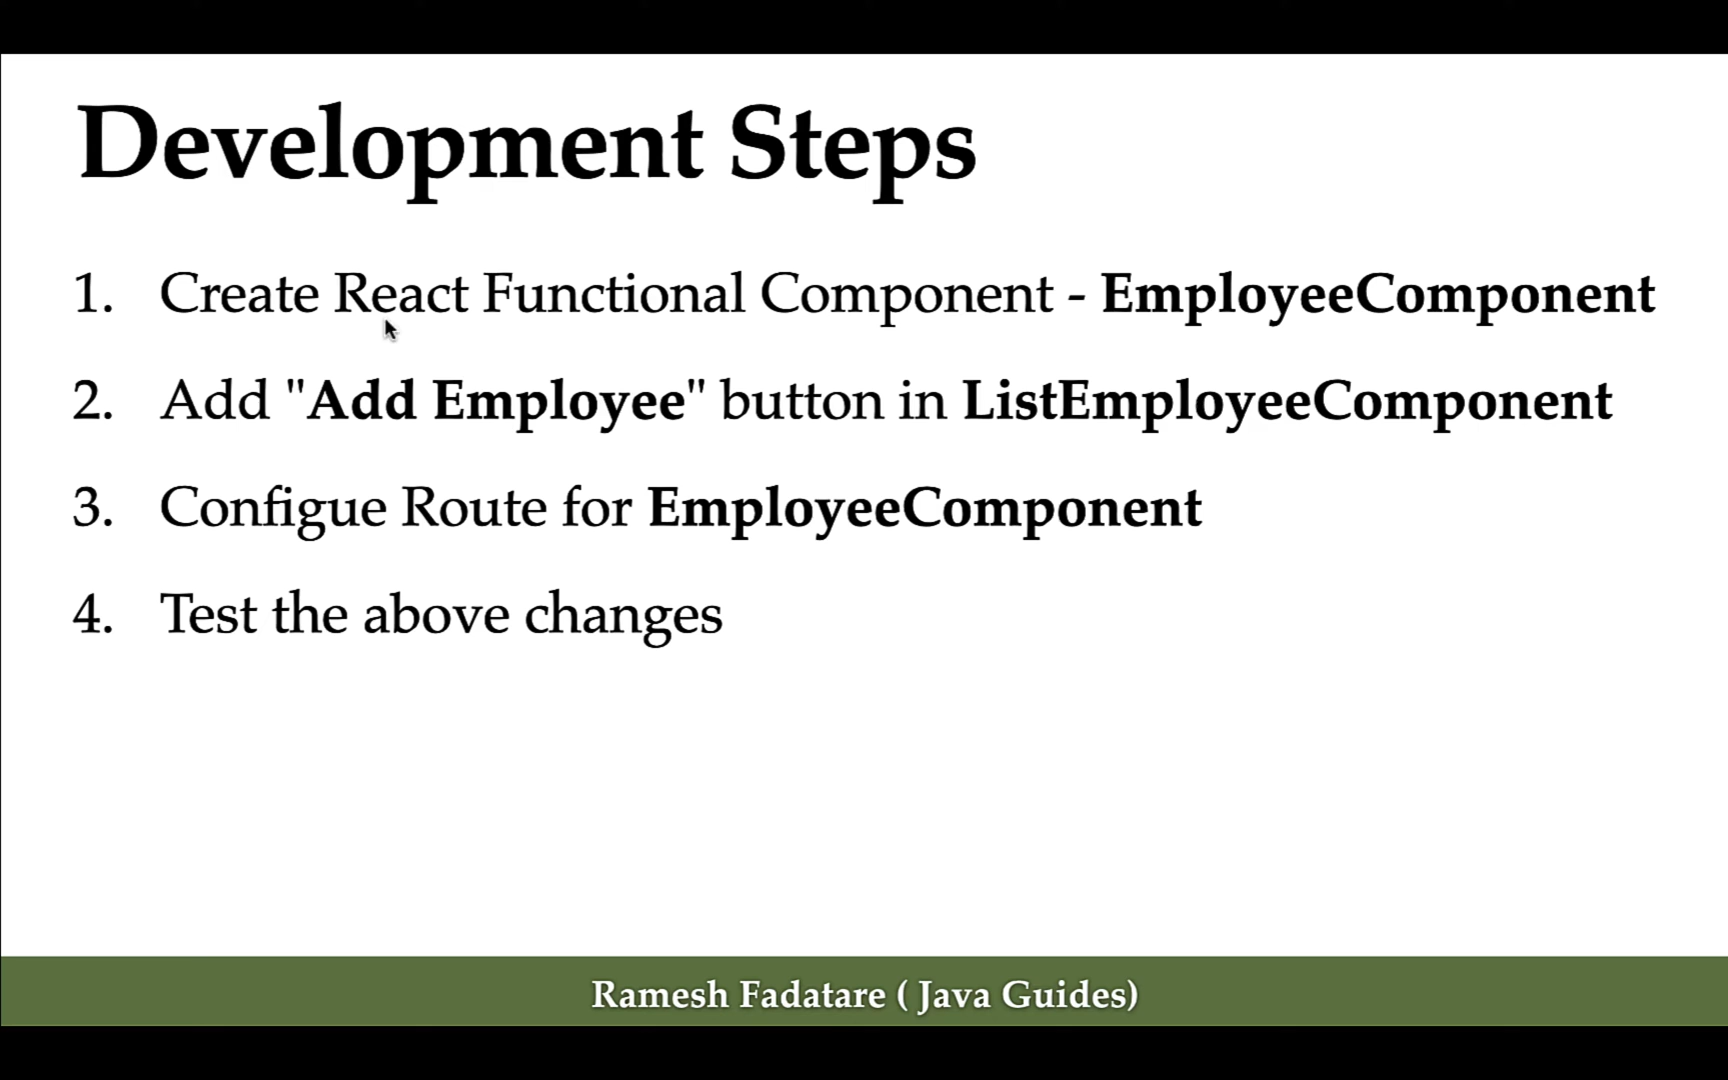 Development Steps
1. Create React Functional Component - EmployeeComponent
2. Add "Add Employee" button in ListEmployeeComponent
3. Configue Route for EmployeeComponent
4. Test the above changes
Ramesh Fadatare ( Java Guides)